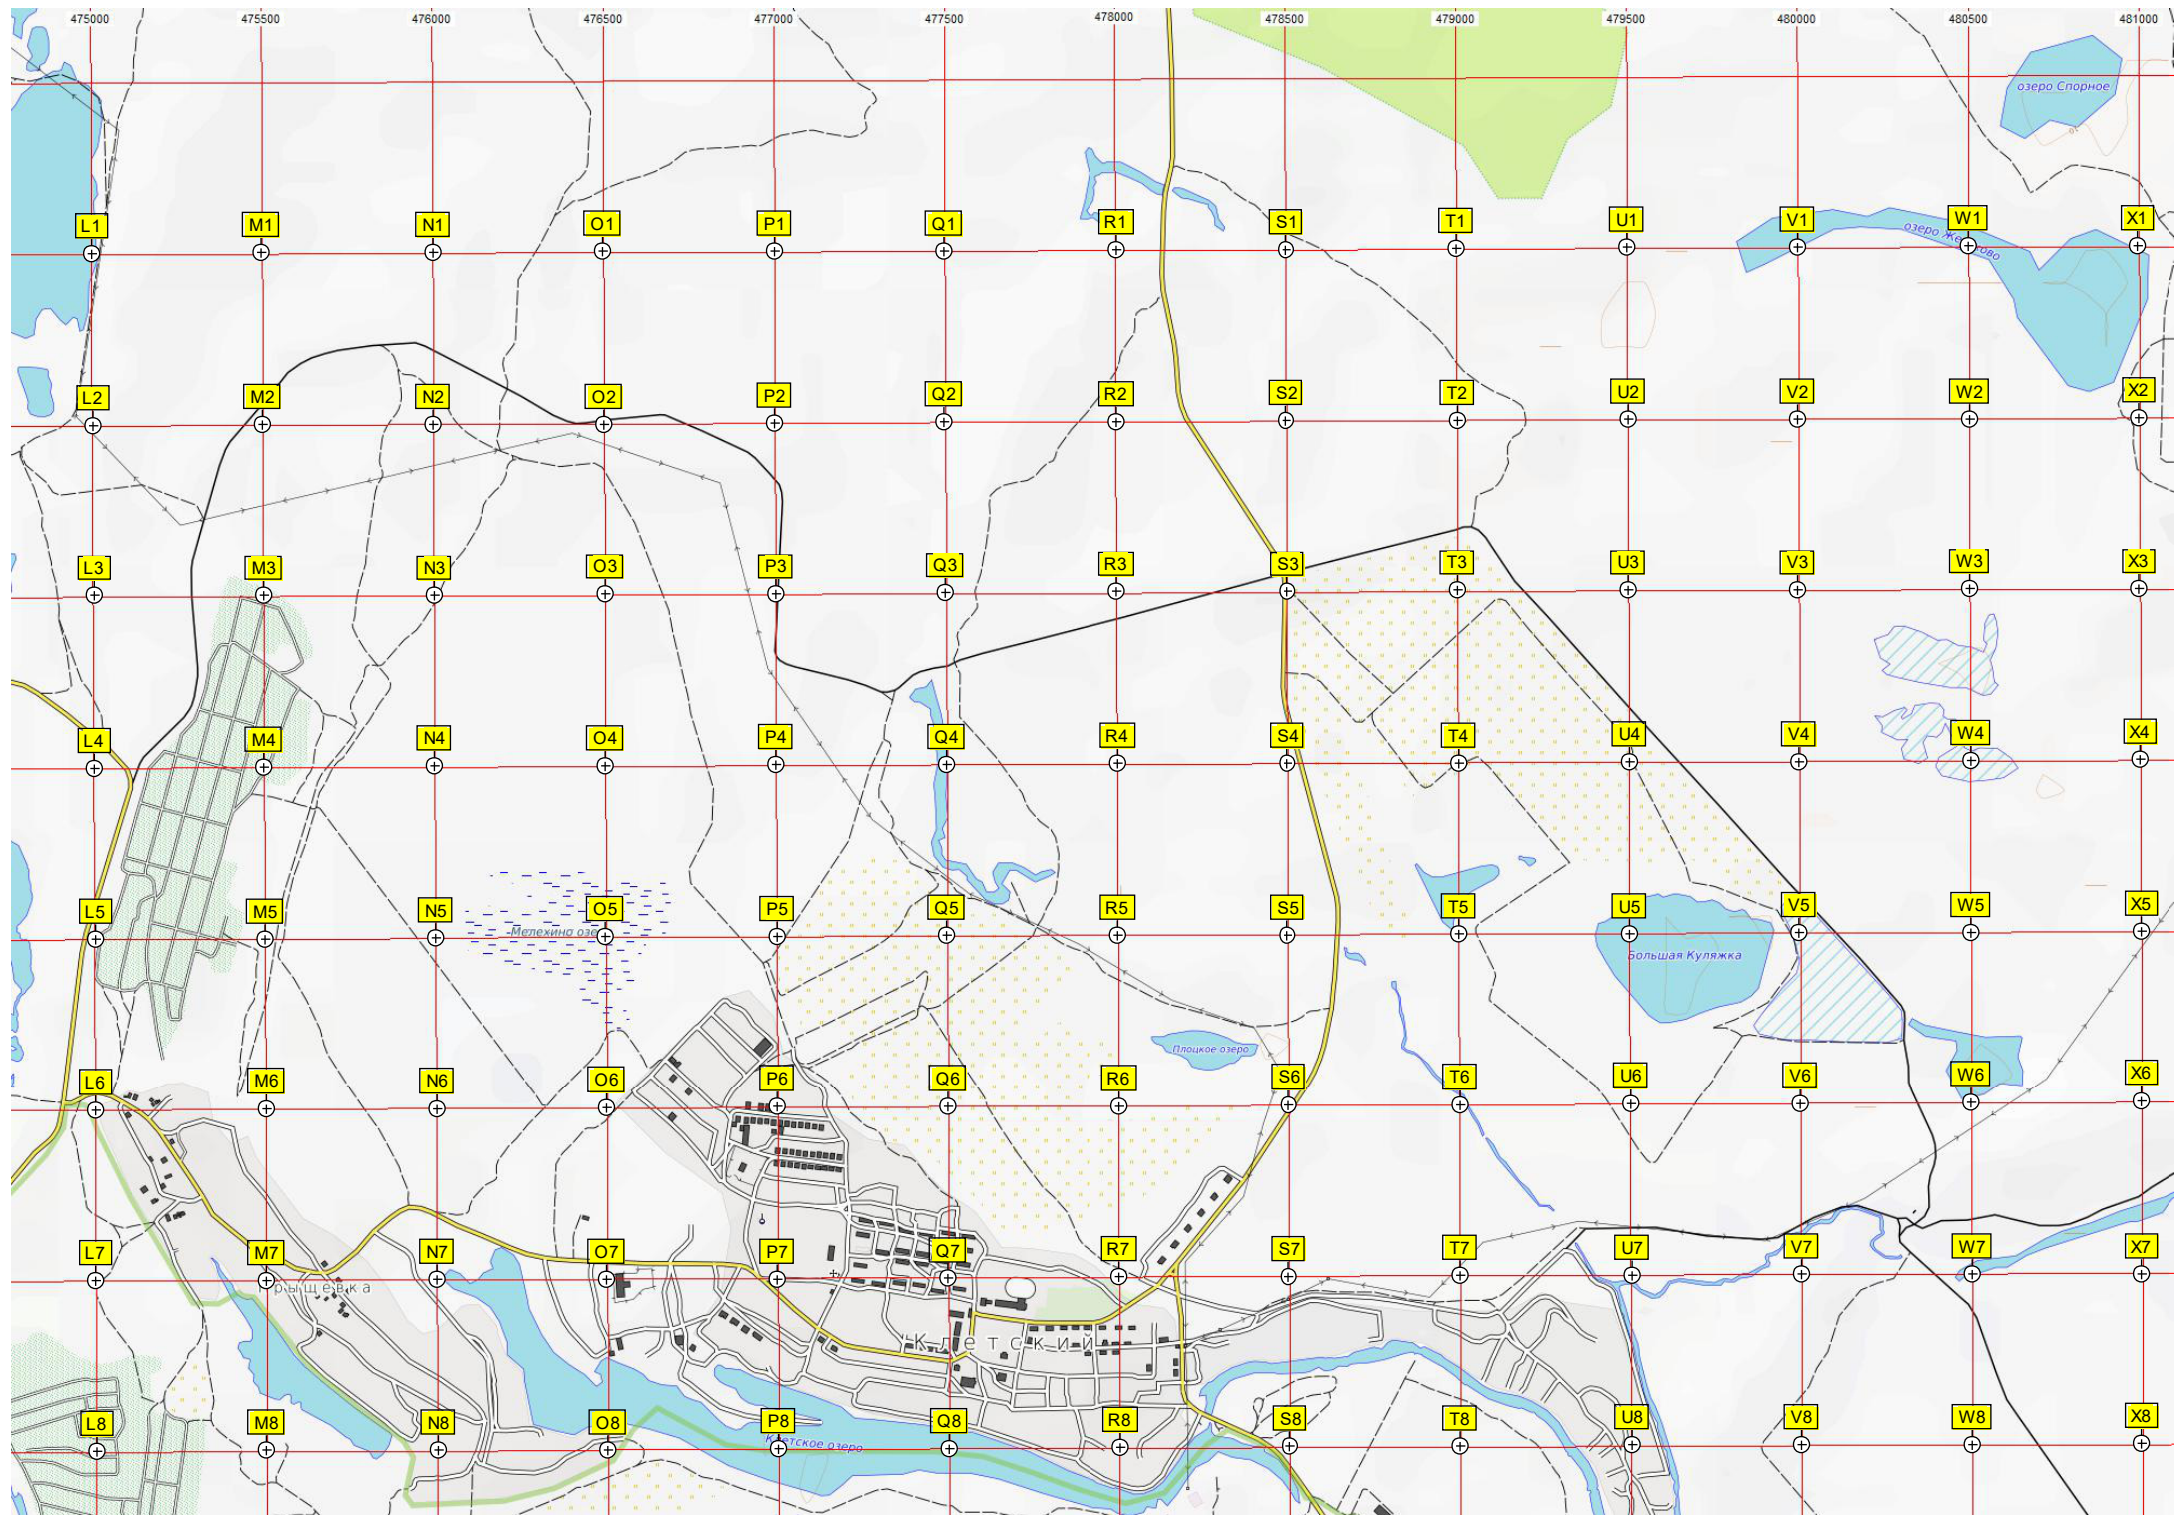 475000 475500 476000 476500 477000 477500 478000 478500 479000 479500 480000 480500 481000
озеро Спорное
L1 M1 N1 O1 P1 Q1 R1 S1 T1 U1 V1 W1 X1
L2 M2 N2 O2 P2 Q2 R2 S2 T2 U2 V2 W2 X2
L3 M3 N3 O3 P3 Q3 R3 S3 T3 U3 V3 W3 X3
L4 M4 N4 O4 P4 Q4 R4 S4 T4 U4 V4 W4 X4
L5 M5 N5 O5 P5 Q5 R5 S5 T5 U5 V5 W5 X5
Большая Куляжка
Плоцкое озеро
L6 M6 N6 O6 P6 Q6 R6 S6 T6 U6 V6 W6 X6
L7 M7 N7 O7 P7 Q7 R7 S7 T7 U7 V7 W7 X7
Клетский
L8 M8 N8 O8 P8 Q8 R8 S8 T8 U8 V8 W8 X8
Клетское озеро